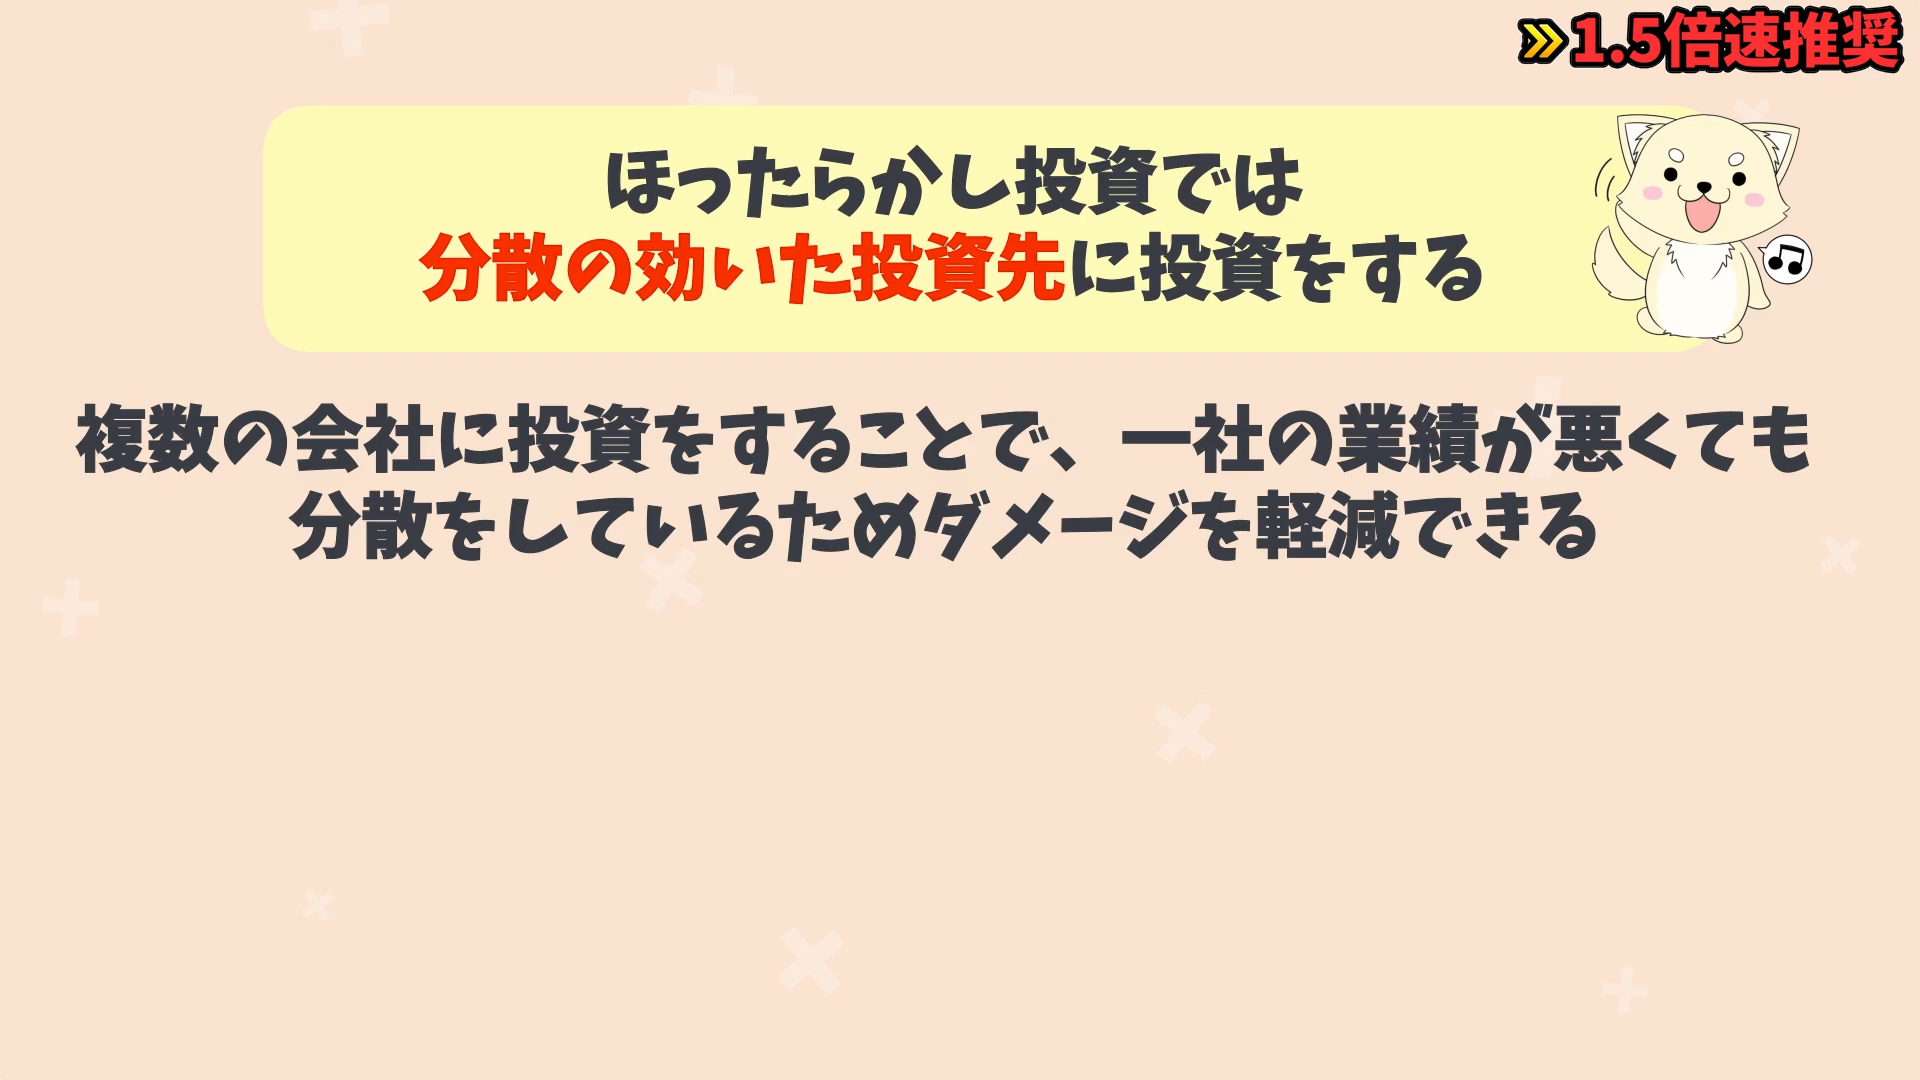 1.5倍速推奨
ほったらかし投資では
分散の効いた投資先に投資をする
複数の会社に投資をすることで、一社の業績が悪くても
分散をしているためダメージを軽減できる